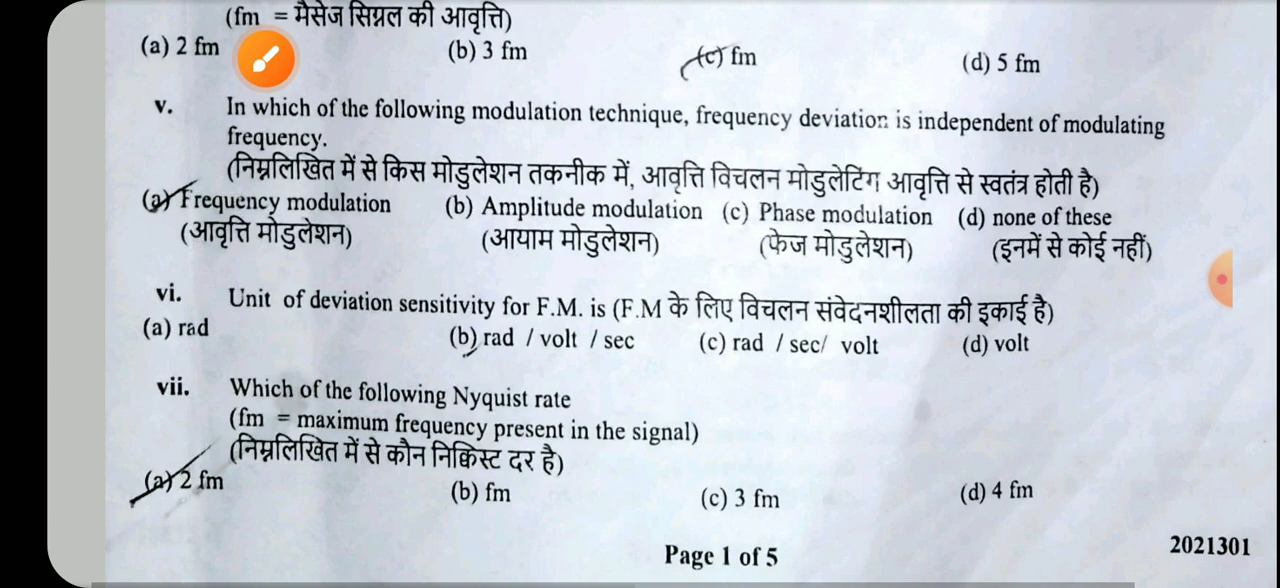 (fm = मैसेज सिग्नल की आवृत्ति)
(a) 2 fm (b) 3 fm (c) fm (d) 5 fm
v. In which of the following modulation technique, frequency deviation is independent of modulating
frequency.
(निम्नलिखित में से किस मोडुलेशन तकनीक में, आवृत्ति विचलन मोडुलेटिंग आवृत्ति से स्वतंत्र होती है)
(a) Frequency modulation (b) Amplitude modulation (c) Phase modulation (d) none of these
(आवृत्ति मोडुलेशन) (आयाम मोडुलेशन) (फेज मोडुलेशन) (इनमें से कोई नहीं)
vi. Unit of deviation sensitivity for F.M. is (F.M के लिए विचलन संवेदनशीलता की इकाई है)
(a) rad (b) rad / volt / sec (c) rad / sec/ volt (d) volt
vii. Which of the following Nyquist rate
(fm = maximum frequency present in the signal)
(निम्नलिखित में से कौन निक्विस्ट दर है)
(a) 2 fm (b) fm (c) 3 fm (d) 4 fm
Page 1 of 5
2021301